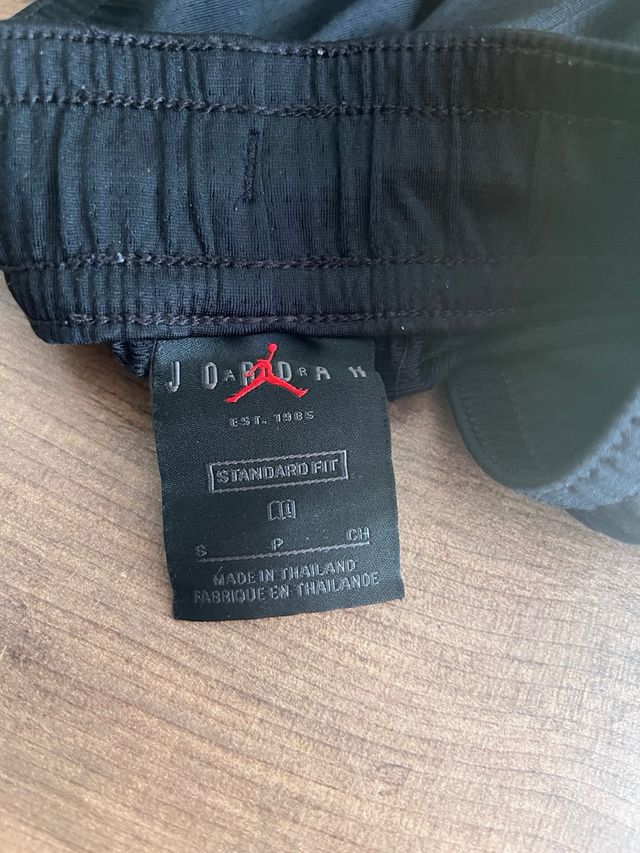 JORDAN
EST. 1985
STANDARD FIT
S P CH
MADE IN THAILAND
FABRIQUE EN THAILANDE